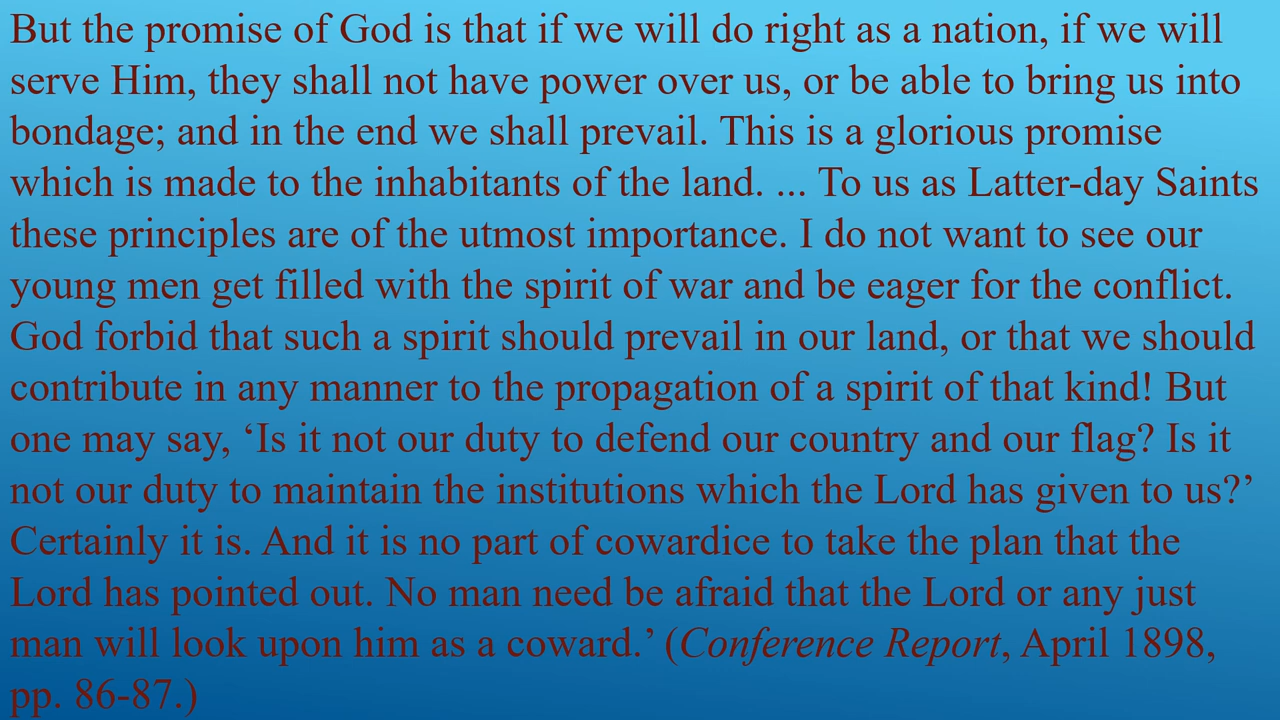 But the promise of God is that if we will do right as a nation, if we will
serve Him, they shall not have power over us, or be able to bring us into
bondage; and in the end we shall prevail. This is a glorious promise
which is made to the inhabitants of the land. ... To us as Latter-day Saints
these principles are of the utmost importance. I do not want to see our
young men get filled with the spirit of war and be eager for the conflict.
God forbid that such a spirit should prevail in our land, or that we should
contribute in any manner to the propagation of a spirit of that kind! But
one may say, ‘Is it not our duty to defend our country and our flag? Is it
not our duty to maintain the institutions which the Lord has given to us?’
Certainly it is. And it is no part of cowardice to take the plan that the
Lord has pointed out. No man need be afraid that the Lord or any just
man will look upon him as a coward.’ (Conference Report, April 1898,
pp. 86-87.)